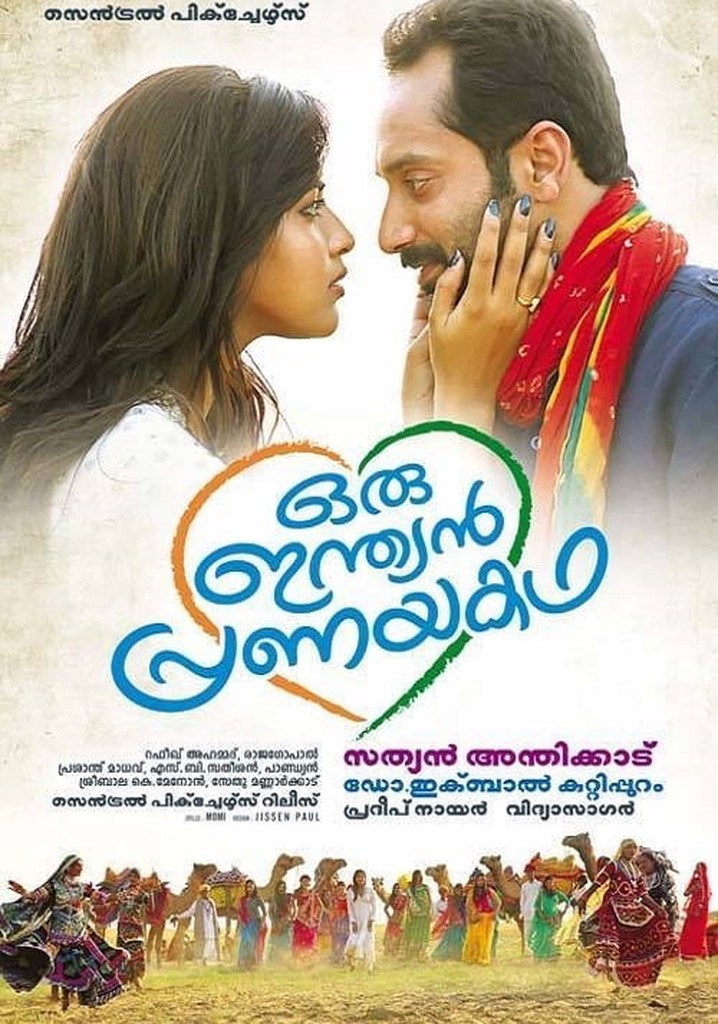 സെൻട്രൽ പിക്ചേഴ്സ്
ഒരു
ഇന്ത്യൻ
പ്രണയകഥ
റഫീഖ് അഹമ്മദ്, രാജഗോപാൽ
പ്രശാന്ത് മാധവ്, എസ്.ബി.സതീശൻ, പാണ്ഡ്യൻ
ശ്രീബാല കെ.മേനോൻ, സേതു മണ്ണാർക്കാട്
സെൻട്രൽ പിക്ചേഴ്സ് റിലീസ്
MOMI JISSEN PAUL
സത്യൻ അന്തിക്കാട്
ഡോ.ഇക്ബാൽ കുറ്റിപ്പുറം
പ്രദീപ് നായർ വിദ്യാസാഗർ